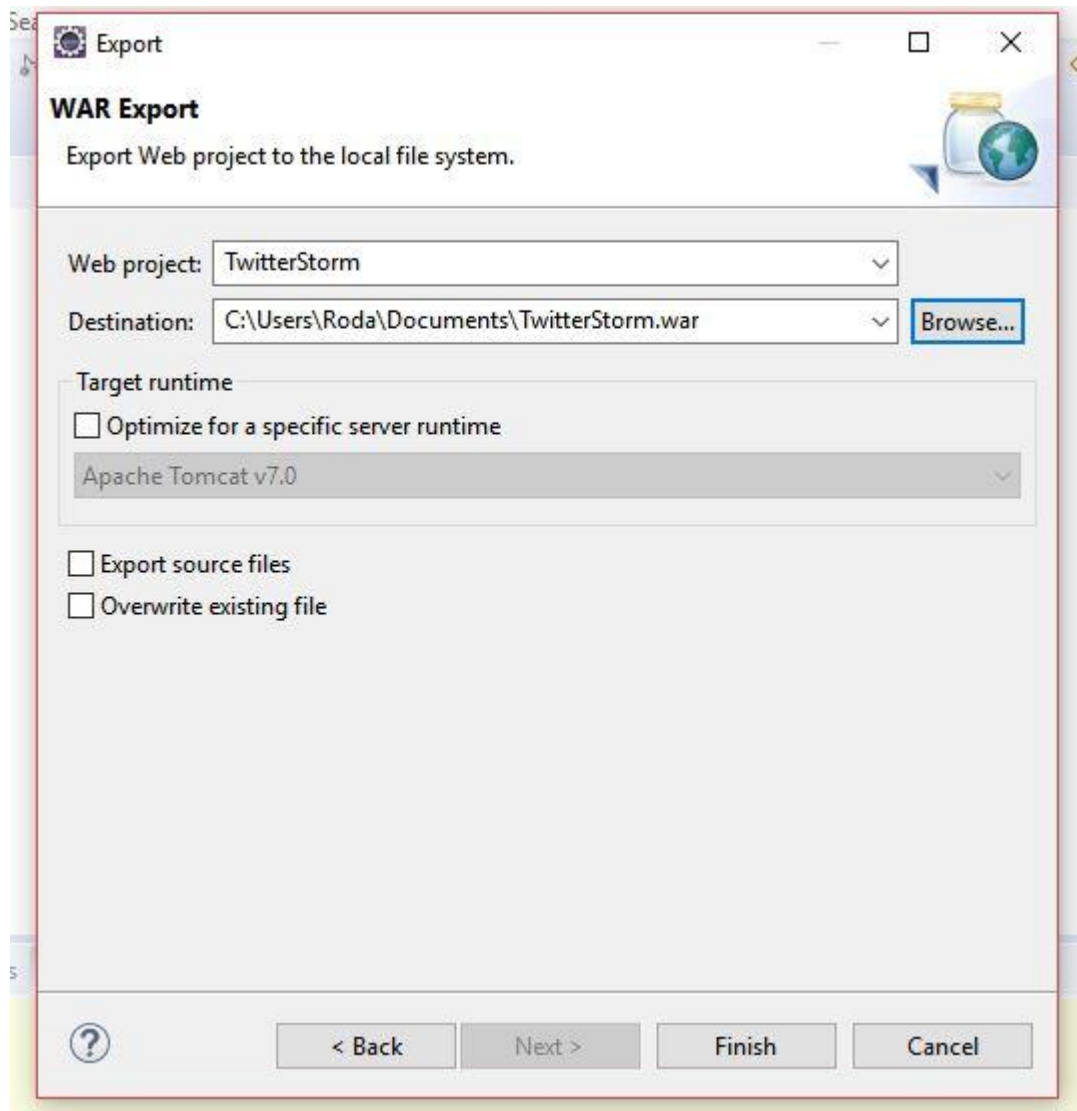 Sea
Export
WAR Export
Export Web project to the local file system.
Web project: TwitterStorm
Destination: C:\Users\Roda\Documents\TwitterStorm.war Browse...
Target runtime
Optimize for a specific server runtime
Apache Tomcat v7.0
Export source files
Overwrite existing file
s
? < Back Next > Finish Cancel